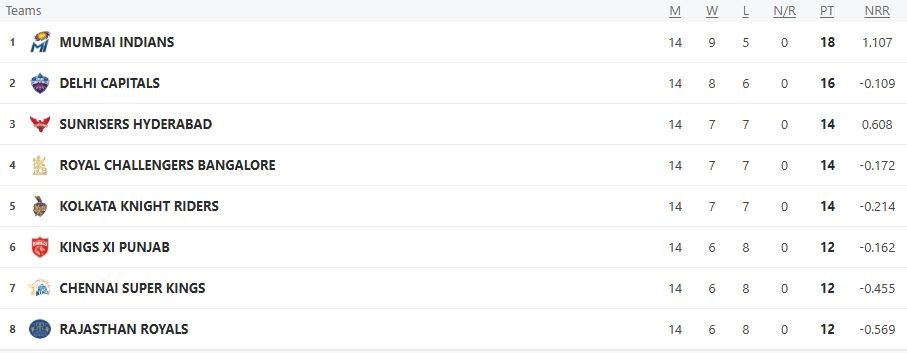 Teams M W L N/R PT NRR
1 MUMBAI INDIANS 14 9 5 0 18 1.107
2 DELHI CAPITALS 14 8 6 0 16 -0.109
3 SUNRISERS HYDERABAD 14 7 7 0 14 0.608
4 ROYAL CHALLENGERS BANGALORE 14 7 7 0 14 -0.172
5 KOLKATA KNIGHT RIDERS 14 7 7 0 14 -0.214
6 KINGS XI PUNJAB 14 6 8 0 12 -0.162
7 CHENNAI SUPER KINGS 14 6 8 0 12 -0.455
8 RAJASTHAN ROYALS 14 6 8 0 12 -0.569